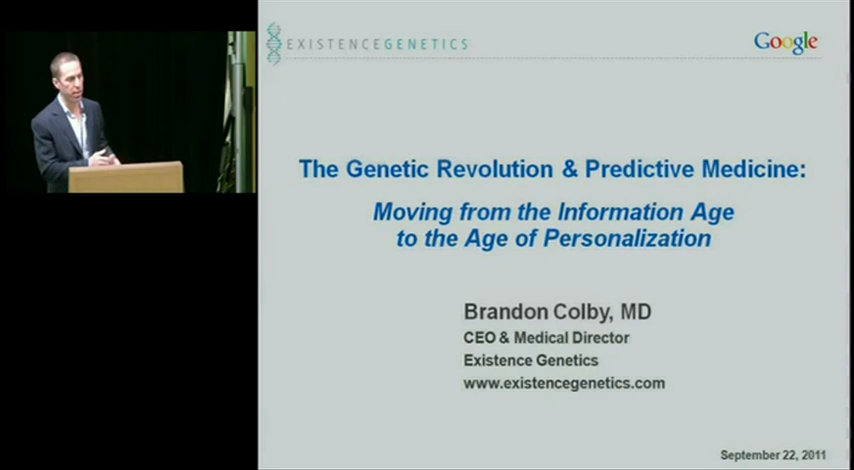 EXISTENCEGENETICS
Google
The Genetic Revolution & Predictive Medicine:
Moving from the Information Age
to the Age of Personalization
Brandon Colby, MD
CEO & Medical Director
Existence Genetics
www.existencegenetics.com
September 22, 2011